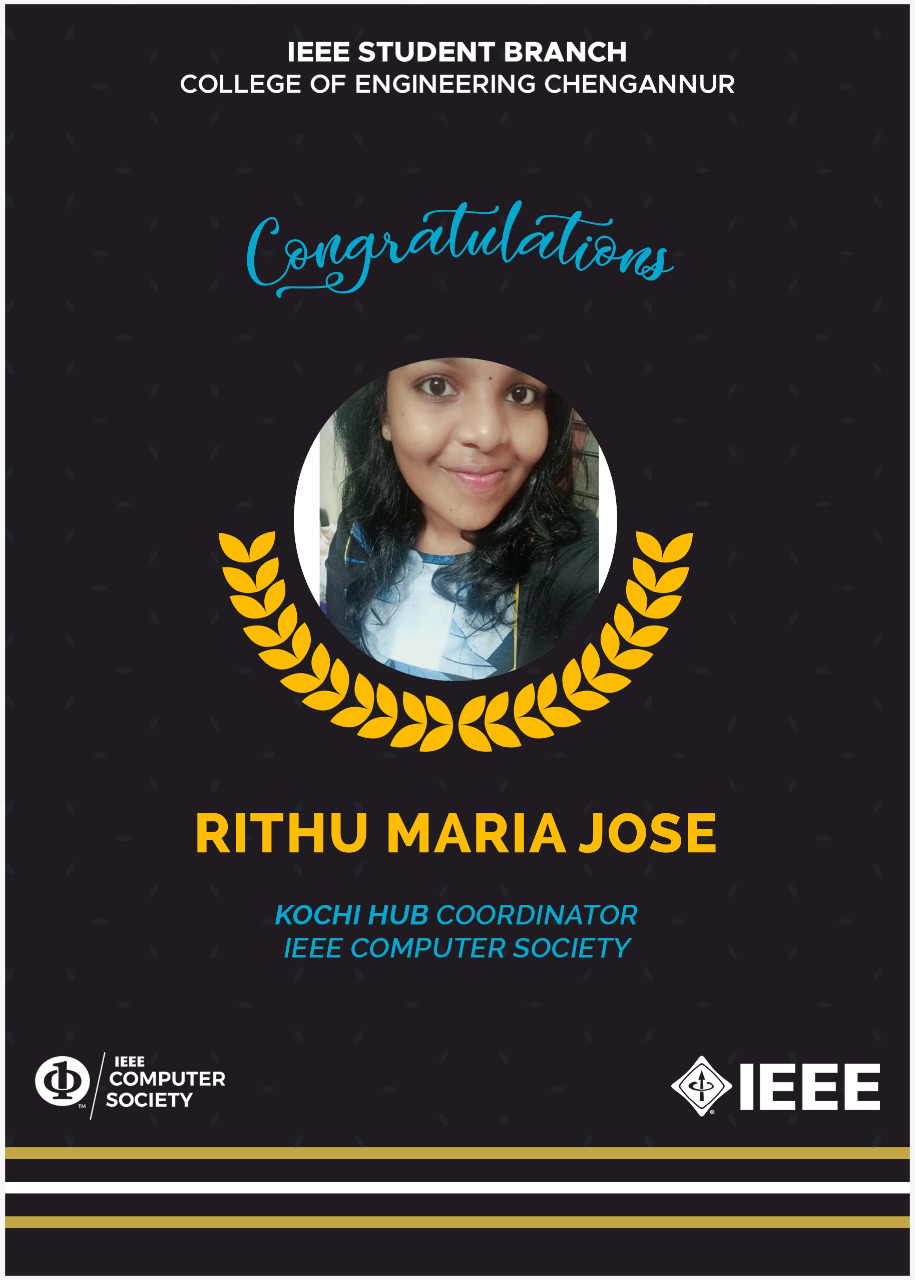 IEEE STUDENT BRANCH
COLLEGE OF ENGINEERING CHENGANNUR
Congratulations
RITHU MARIA JOSE
KOCHI HUB COORDINATOR
IEEE COMPUTER SOCIETY
IEEE
COMPUTER
SOCIETY
TM
IEEE
®